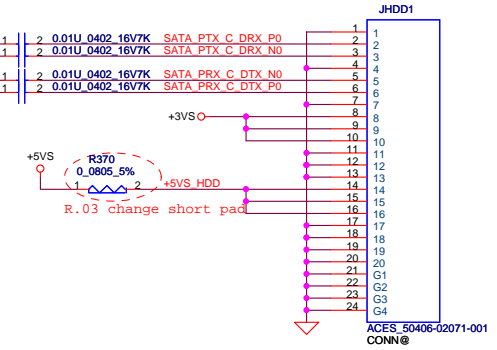 JHDD1
1 2 0.01U_0402_16V7K SATA_PTX_C_DRX_P0
1 2 0.01U_0402_16V7K SATA_PTX_C_DRX_N0
1 2 0.01U_0402_16V7K SATA_PRX_C_DTX_N0
1 2 0.01U_0402_16V7K SATA_PRX_C_DTX_P0
+3VS
+5VS
R370
0_0805_5%
1 2 +5VS_HDD
R.03 change short pad
1 1
2 2
3 3
4 4
5 5
6 6
7 7
8 8
9 9
10 10
11 11
12 12
13 13
14 14
15 15
16 16
17 17
18 18
19 19
20 20
21 G1
22 G2
23 G3
24 G4
ACES_50406-02071-001
CONN@